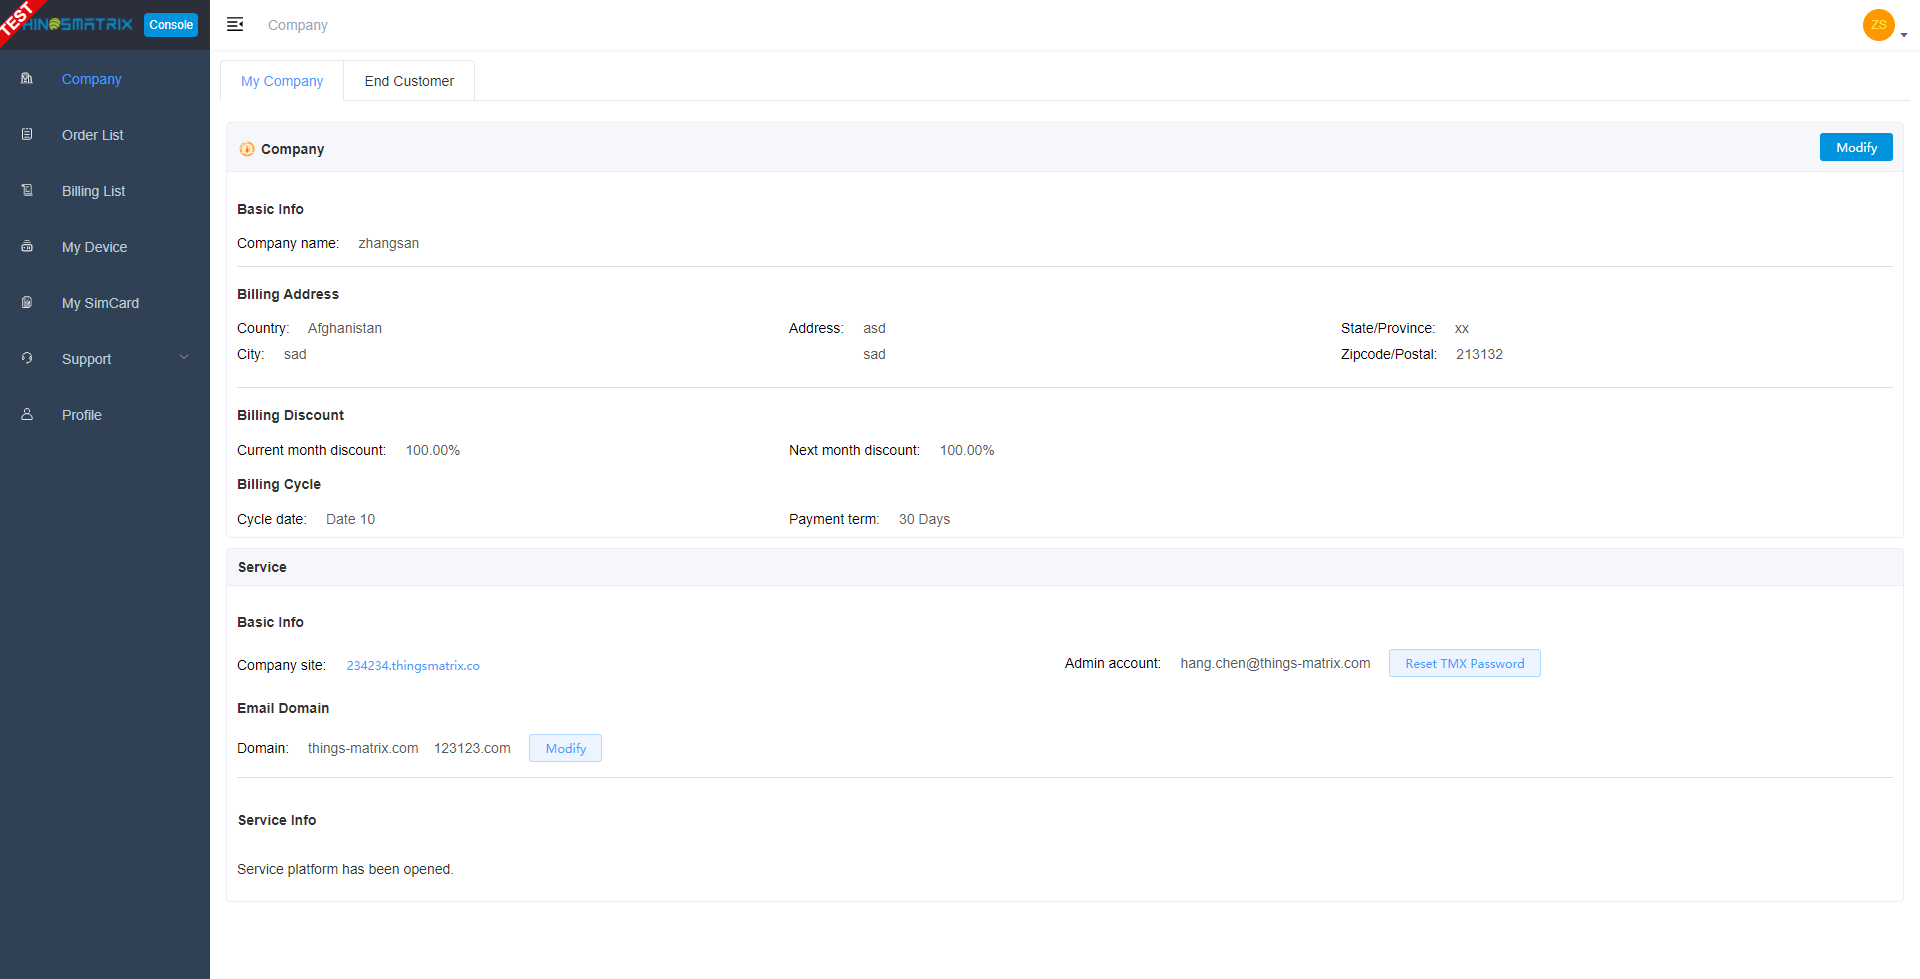 TEST
THINGSMATRIX Console
Company
ZS
Company
Order List
Billing List
My Device
My SimCard
Support
Profile
My Company End Customer
Company Modify
Basic Info
Company name: zhangsan
Billing Address
Country: Afghanistan Address: asd State/Province: xx
City: sad sad Zipcode/Postal: 213132
Billing Discount
Current month discount: 100.00% Next month discount: 100.00%
Billing Cycle
Cycle date: Date 10 Payment term: 30 Days
Service
Basic Info
Company site: 234234.thingsmatrix.co Admin account: hang.chen@things-matrix.com Reset TMX Password
Email Domain
Domain: things-matrix.com 123123.com Modify
Service Info
Service platform has been opened.